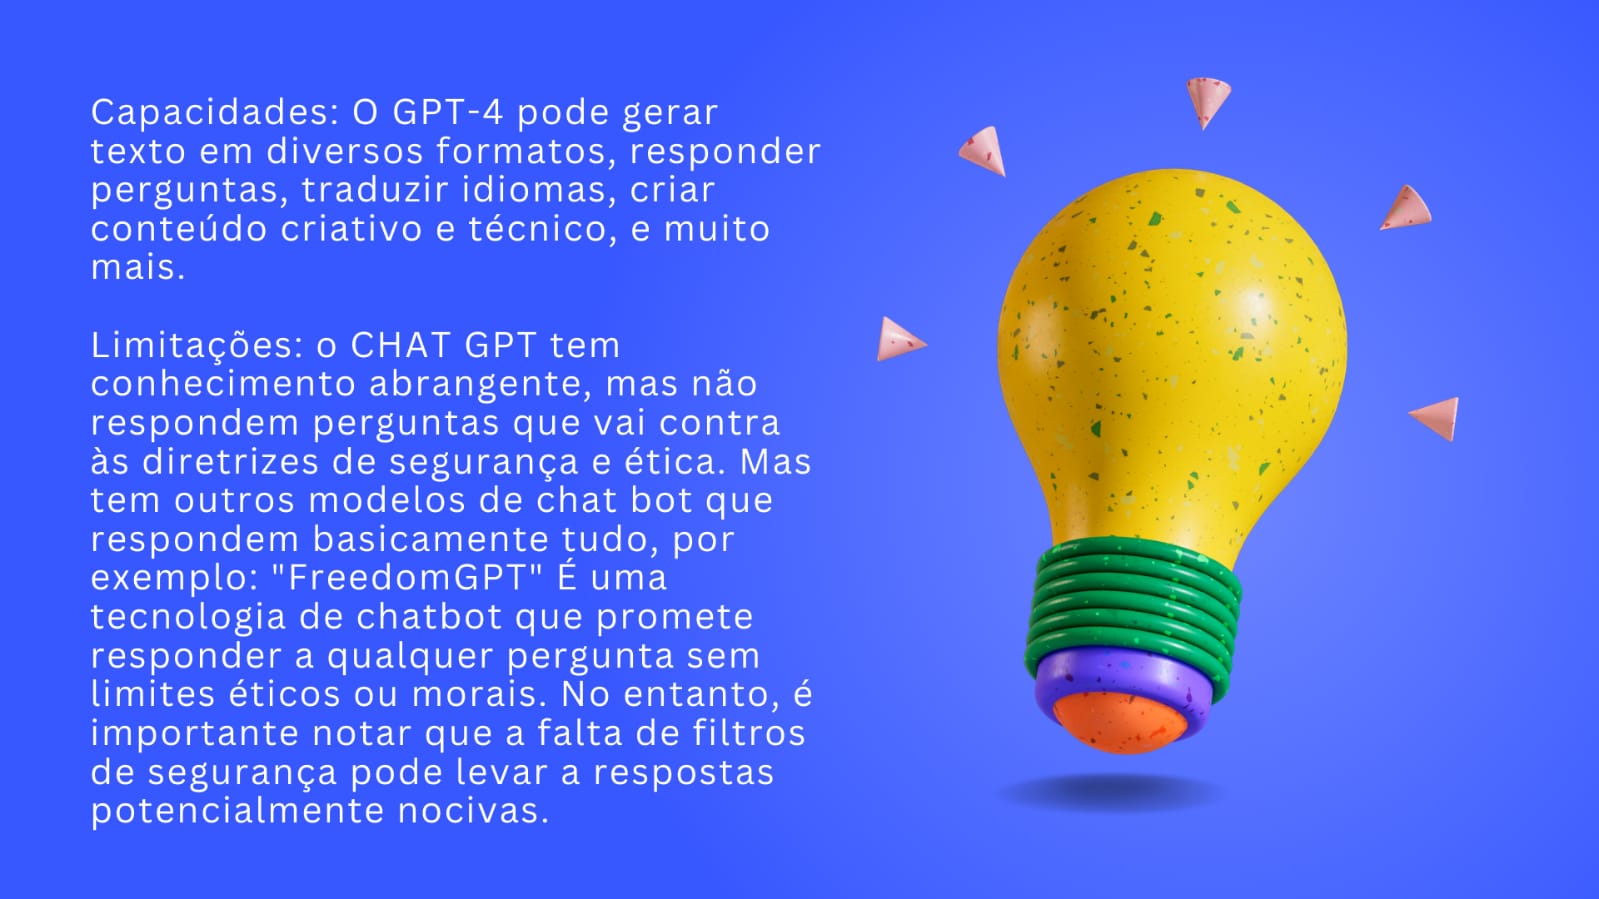 Capacidades: O GPT-4 pode gerar
texto em diversos formatos, responder
perguntas, traduzir idiomas, criar
conteúdo criativo e técnico, e muito
mais.
Limitações: o CHAT GPT tem
conhecimento abrangente, mas não
respondem perguntas que vai contra
às diretrizes de segurança e ética. Mas
tem outros modelos de chat bot que
respondem basicamente tudo, por
exemplo: "FreedomGPT" É uma
tecnologia de chatbot que promete
responder a qualquer pergunta sem
limites éticos ou morais. No entanto, é
importante notar que a falta de filtros
de segurança pode levar a respostas
potencialmente nocivas.